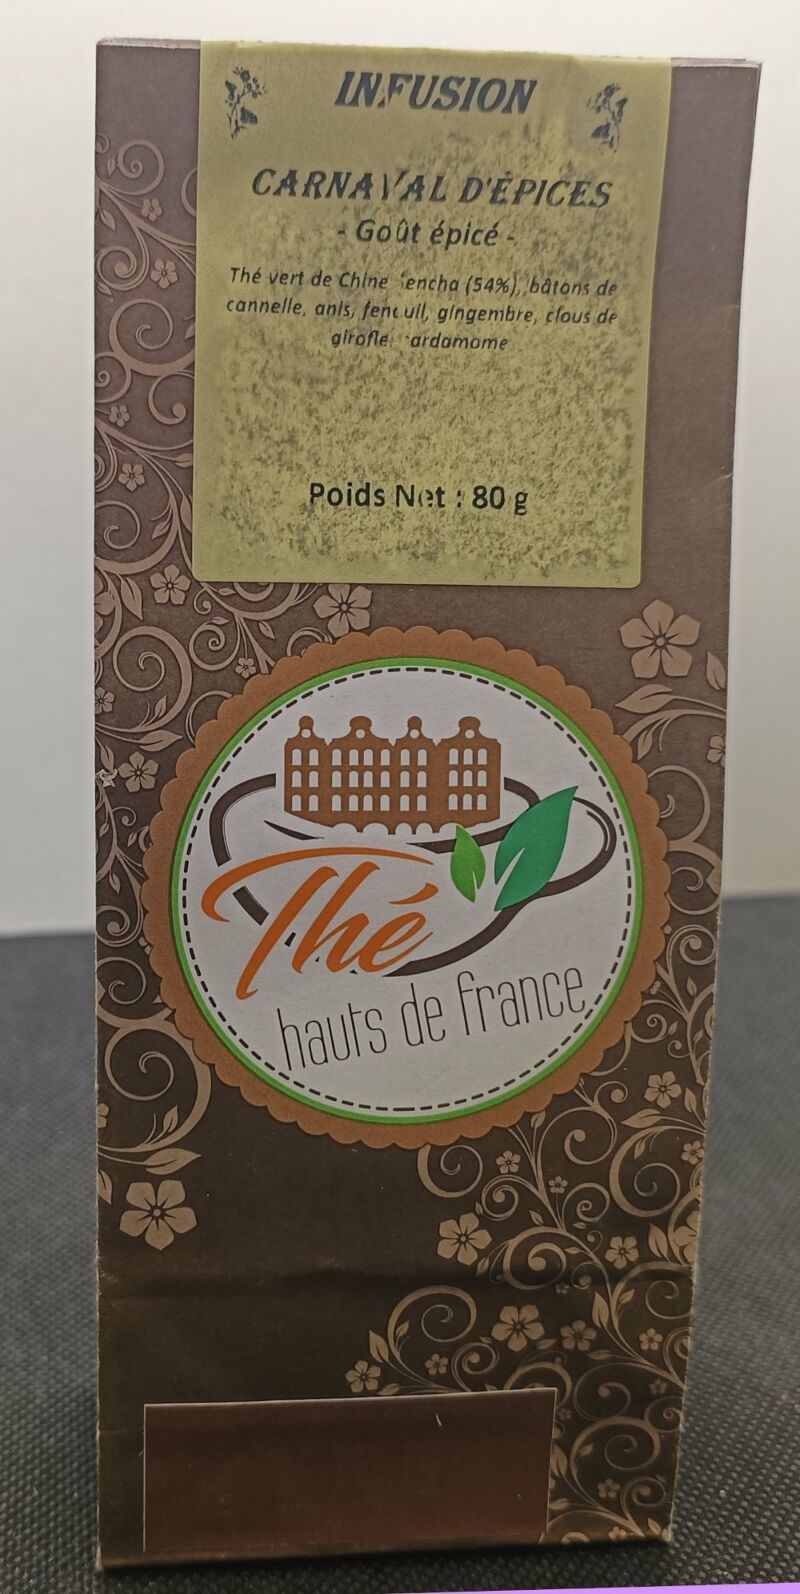 INFUSION
CARNAVAL D'ÉPICES
- Goût épicé -
Thé vert de Chine Sencha (54%), bâtons de
cannelle, anis, fenouil, gingembre, clous de
girofle, cardamome
Poids Net : 80 g
Thé
hauts de france